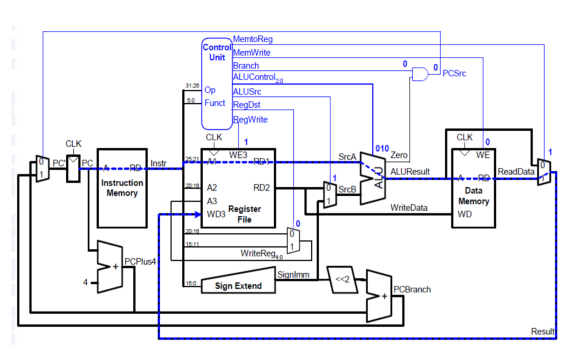 MemtoReg
Control
Unit
MemWrite
Branch
0
0
PCSrc
ALUControl2:0
31:26
Op
ALUSrc
5:0
Funct
RegDst
RegWrite
CLK
1
1
010
CLK
0
1
0
1
PC'
PC
A
RD
Instr
Instruction
Memory
25:21
A1
WE3
RD1
SrcA
Zero
ALU
ALUResult
WE
A
RD
ReadData
0
1
Data
Memory
WD
20:16
A2
RD2
0
1
SrcB
WriteData
A3
WD3
Register
File
0
20:16
0
15:11
1
WriteReg4:0
PCPlus4
+
4
SignImm
15:0
Sign Extend
<<2
+
PCBranch
Result